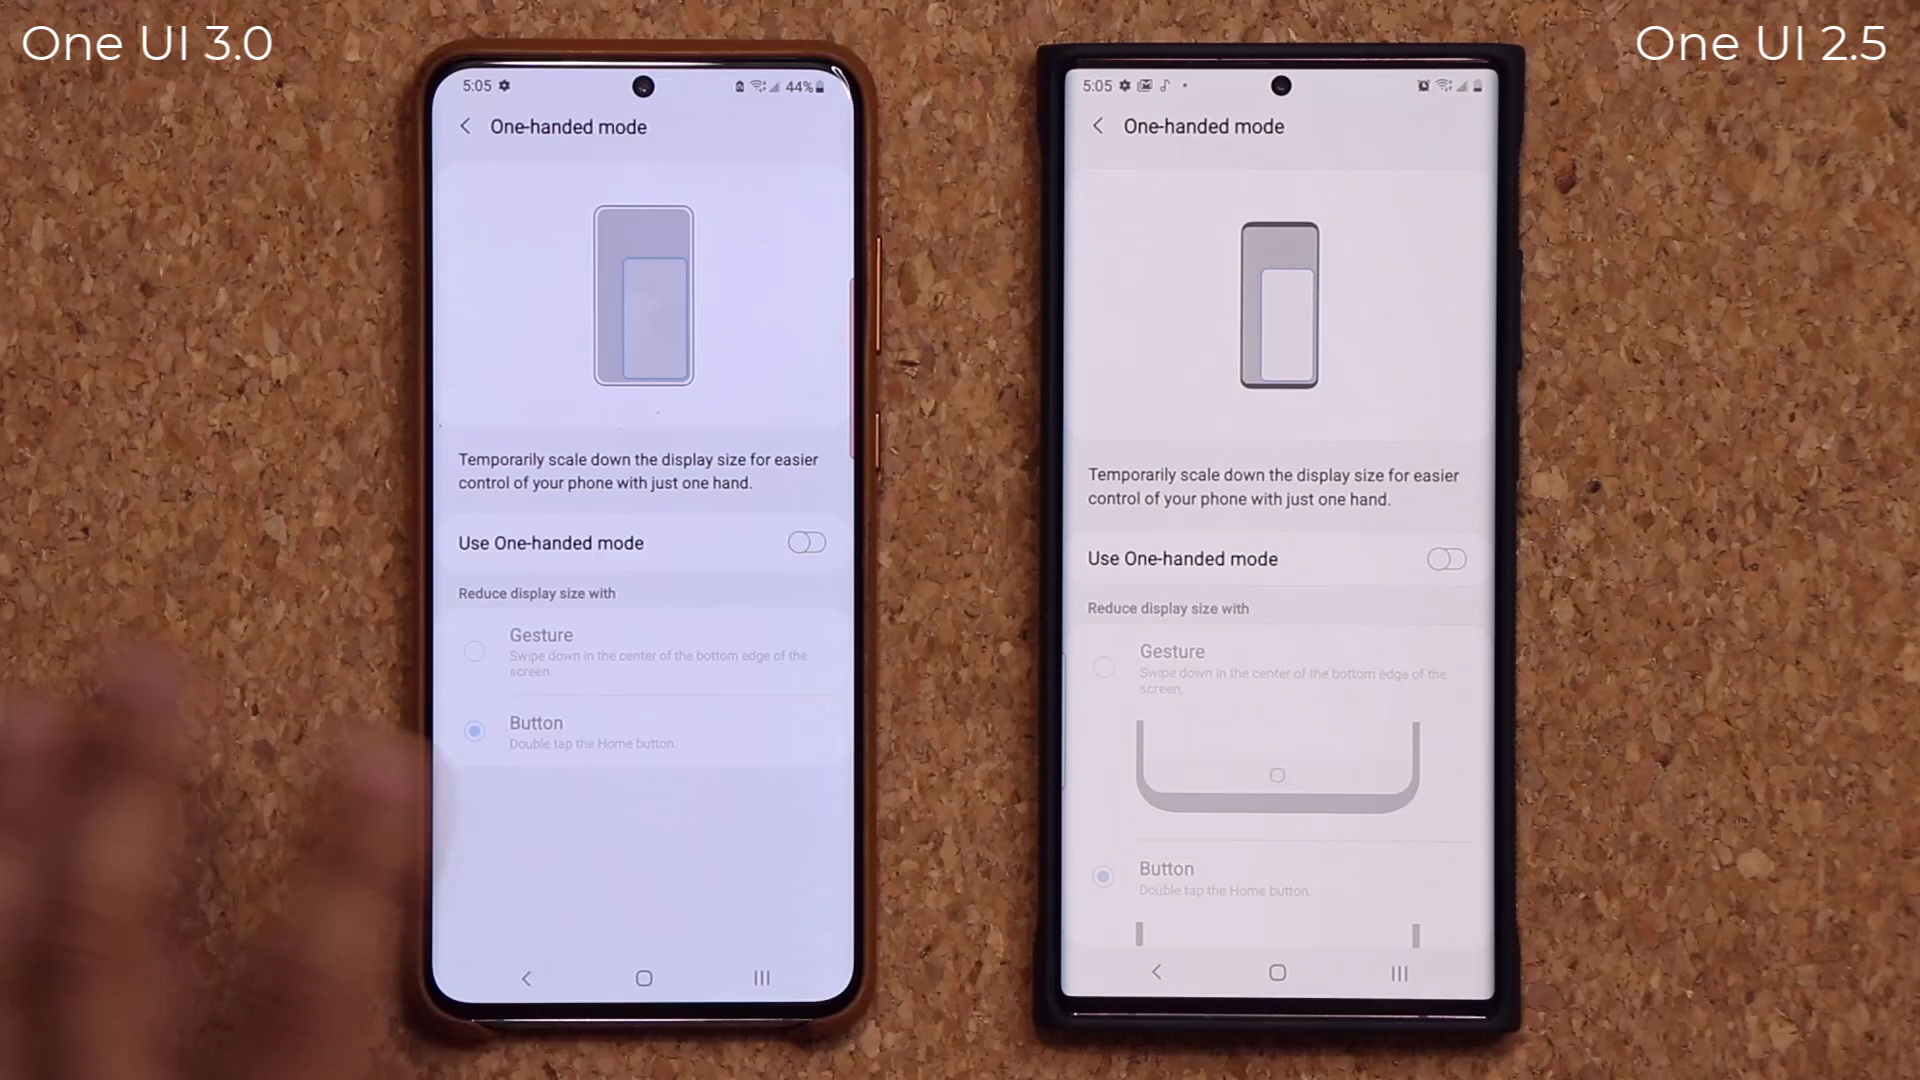 One UI 3.0
One UI 2.5
5:05
44%
One-handed mode
Temporarily scale down the display size for easier
control of your phone with just one hand.
Use One-handed mode
Reduce display size with
Gesture
Swipe down in the center of the bottom edge of the
screen.
Button
Double tap the Home button.
5:05
One-handed mode
Temporarily scale down the display size for easier
control of your phone with just one hand.
Use One-handed mode
Reduce display size with
Gesture
Swipe down in the center of the bottom edge of the
screen.
Button
Double tap the Home button.